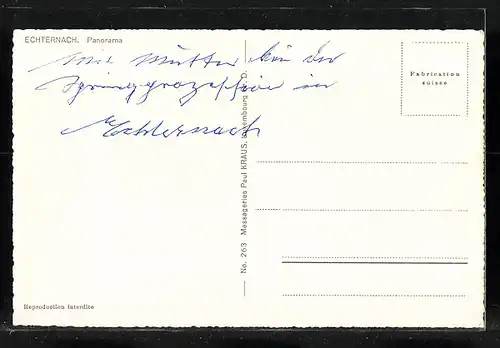 ECHTERNACH. Panorama
Mit Mutter bei der
Springprozession in
Echternach
Fabrication
suisse
No. 263 Messageries Paul KRAUS, Luxembourg Gr. D.
Reproduction interdite